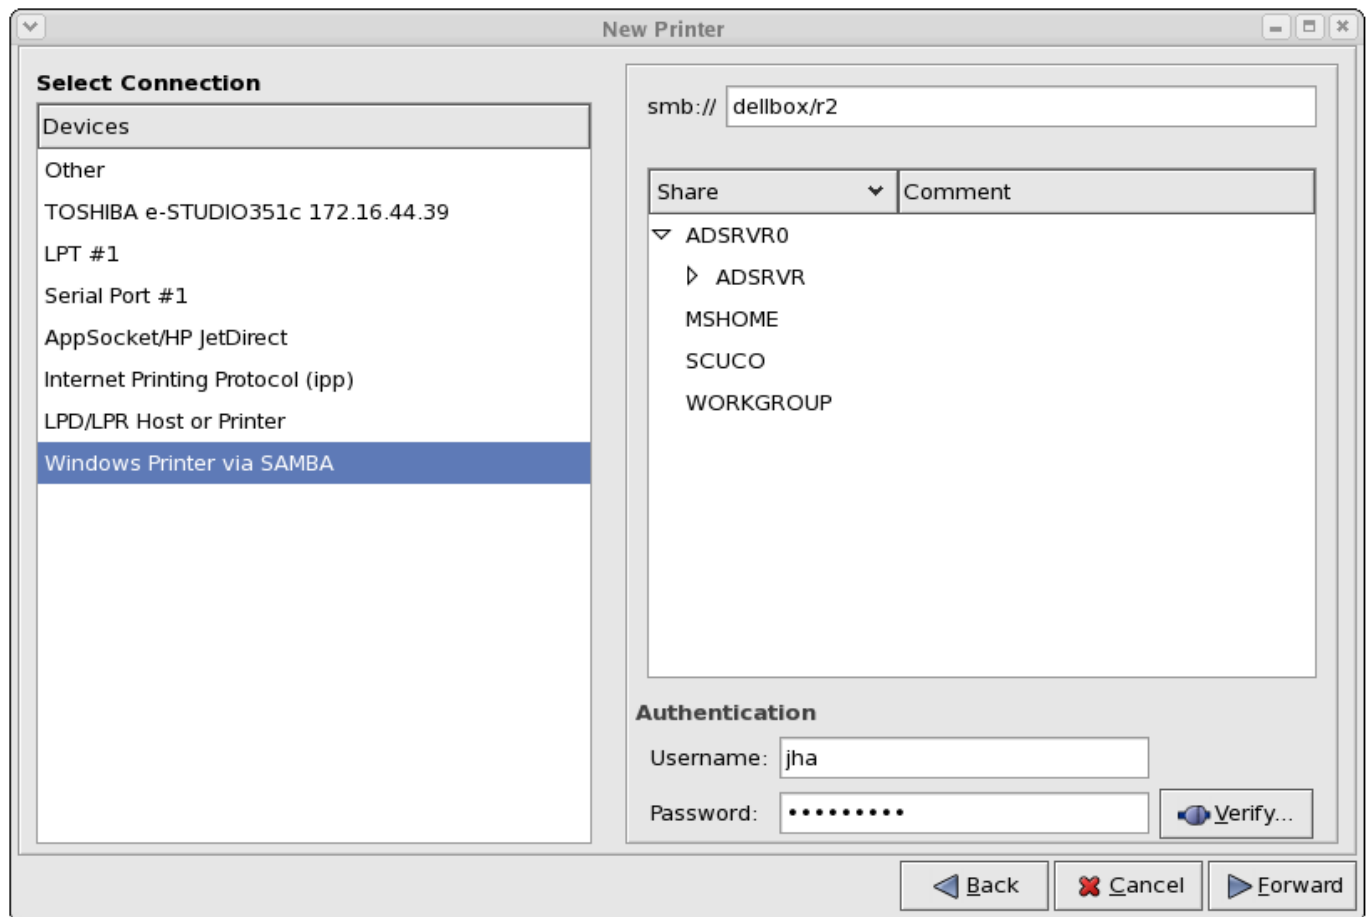 New Printer
Select Connection
Devices
Other
TOSHIBA e-STUDIO351c 172.16.44.39
LPT #1
Serial Port #1
AppSocket/HP JetDirect
Internet Printing Protocol (ipp)
LPD/LPR Host or Printer
Windows Printer via SAMBA
smb:// dellbox/r2
Share Comment
ADSRVR0
ADSRVR
MSHOME
SCUCO
WORKGROUP
Authentication
Username: jha
Password: •••••••••
Verify...
Back Cancel Forward